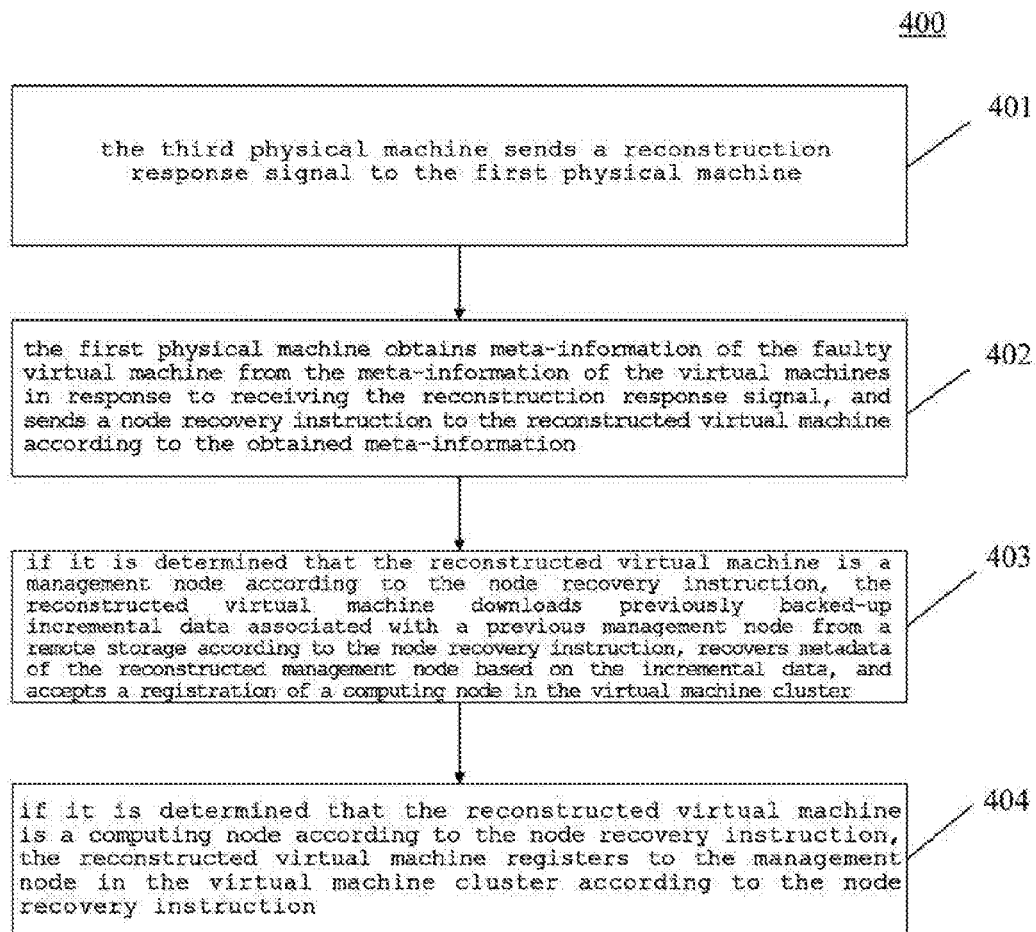 400
the third physical machine sends a reconstruction
response signal to the first physical machine
401
the first physical machine obtains meta-information of the faulty
virtual machine from the meta-information of the virtual machines
in response to receiving the reconstruction response signal, and
sends a node recovery instruction to the reconstructed virtual machine
according to the obtained meta-information
402
if it is determined that the reconstructed virtual machine is a
management node according to the node recovery instruction, the
reconstructed virtual machine downloads previously backed-up
incremental data associated with a previous management node from a
remote storage according to the node recovery instruction, recovers metadata
of the reconstructed management node based on the incremental data, and
accepts a registration of a computing node in the virtual machine cluster
403
if it is determined that the reconstructed virtual machine
is a computing node according to the node recovery instruction,
the reconstructed virtual machine registers to the management
node in the virtual machine cluster according to the node
recovery instruction
404